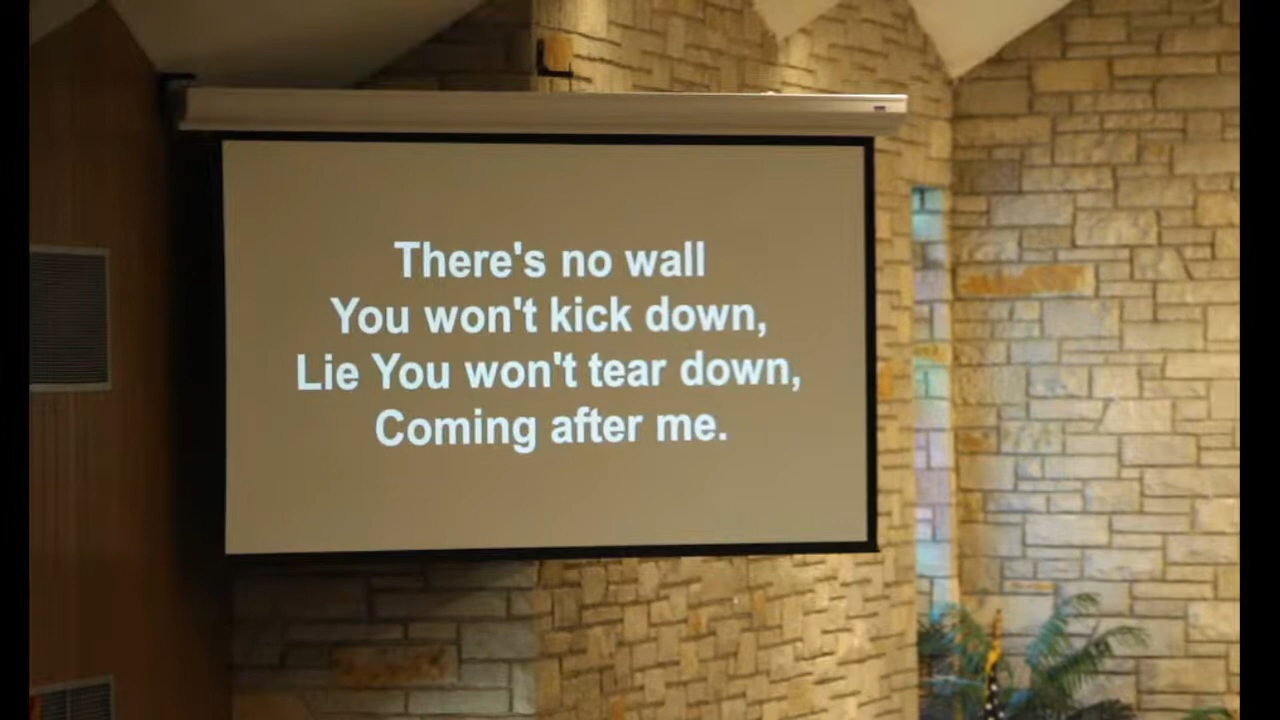 There's no wall
You won't kick down,
Lie You won't tear down,
Coming after me.